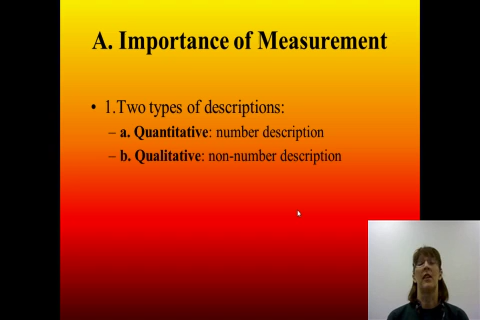 A. Importance of Measurement
• 1.Two types of descriptions:
– a. Quantitative: number description
– b. Qualitative: non-number description